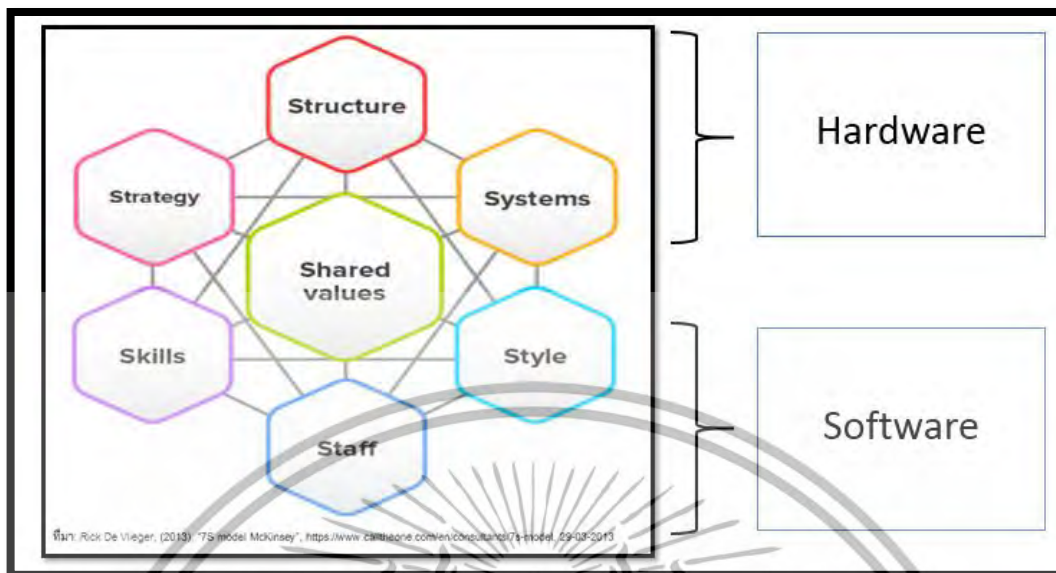 Structure
Hardware
Strategy
Systems
Shared
values
Skills
Style
Software
Staff
ที่มา: Rick De Vlieger, (2013). "7S model McKinsey", https://www.calltheone.com/en/consultants/7s-model, 29-03-2013